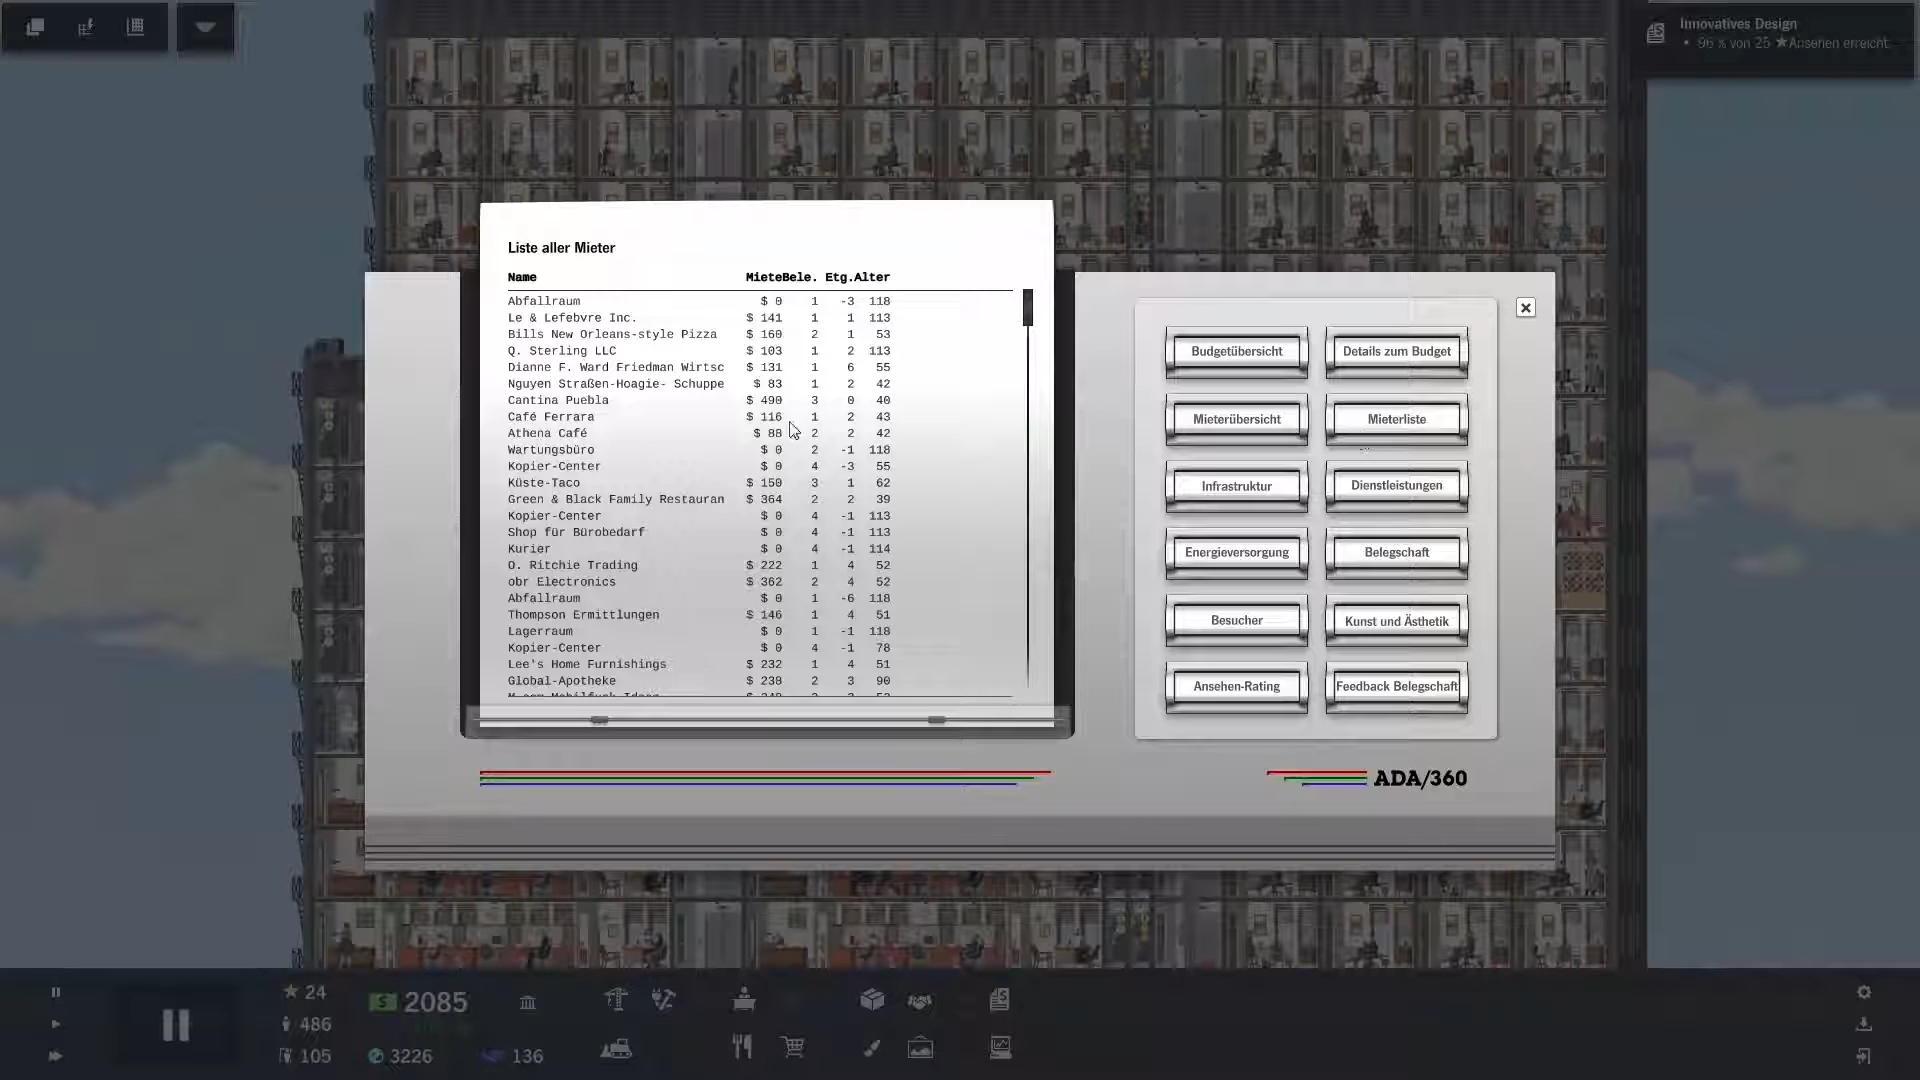 Innovatives Design
• 96 % von 25 ★Ansehen erreicht.
Liste aller Mieter
Name MieteBele. Etg.Alter
Abfallraum $ 0 1 -3 118
Le & Lefebvre Inc. $ 141 1 1 113
Bills New Orleans-style Pizza $ 160 2 1 53
Q. Sterling LLC $ 103 1 2 113
Dianne F. Ward Friedman Wirtsc $ 131 1 6 55
Nguyen Straßen-Hoagie- Schuppe $ 83 1 2 42
Cantina Puebla $ 490 3 0 40
Café Ferrara $ 116 1 2 43
Athena Café $ 88 2 2 42
Wartungsbüro $ 0 2 -1 118
Kopier-Center $ 0 4 -3 55
Küste-Taco $ 150 3 1 62
Green & Black Family Restauran $ 364 2 2 39
Kopier-Center $ 0 4 -1 113
Shop für Bürobedarf $ 0 4 -1 113
Kurier $ 0 4 -1 114
O. Ritchie Trading $ 222 1 4 52
obr Electronics $ 362 2 4 52
Abfallraum $ 0 1 -6 118
Thompson Ermittlungen $ 146 1 4 51
Lagerraum $ 0 1 -1 118
Kopier-Center $ 0 4 -1 78
Lee's Home Furnishings $ 232 1 4 51
Global-Apotheke $ 238 2 3 90
Budgetübersicht
Details zum Budget
Mieterübersicht
Mieterliste
Infrastruktur
Dienstleistungen
Energieversorgung
Belegschaft
Besucher
Kunst und Ästhetik
Ansehen-Rating
Feedback Belegschaft
ADA/360
24
486
105
$ 2085
3226
136